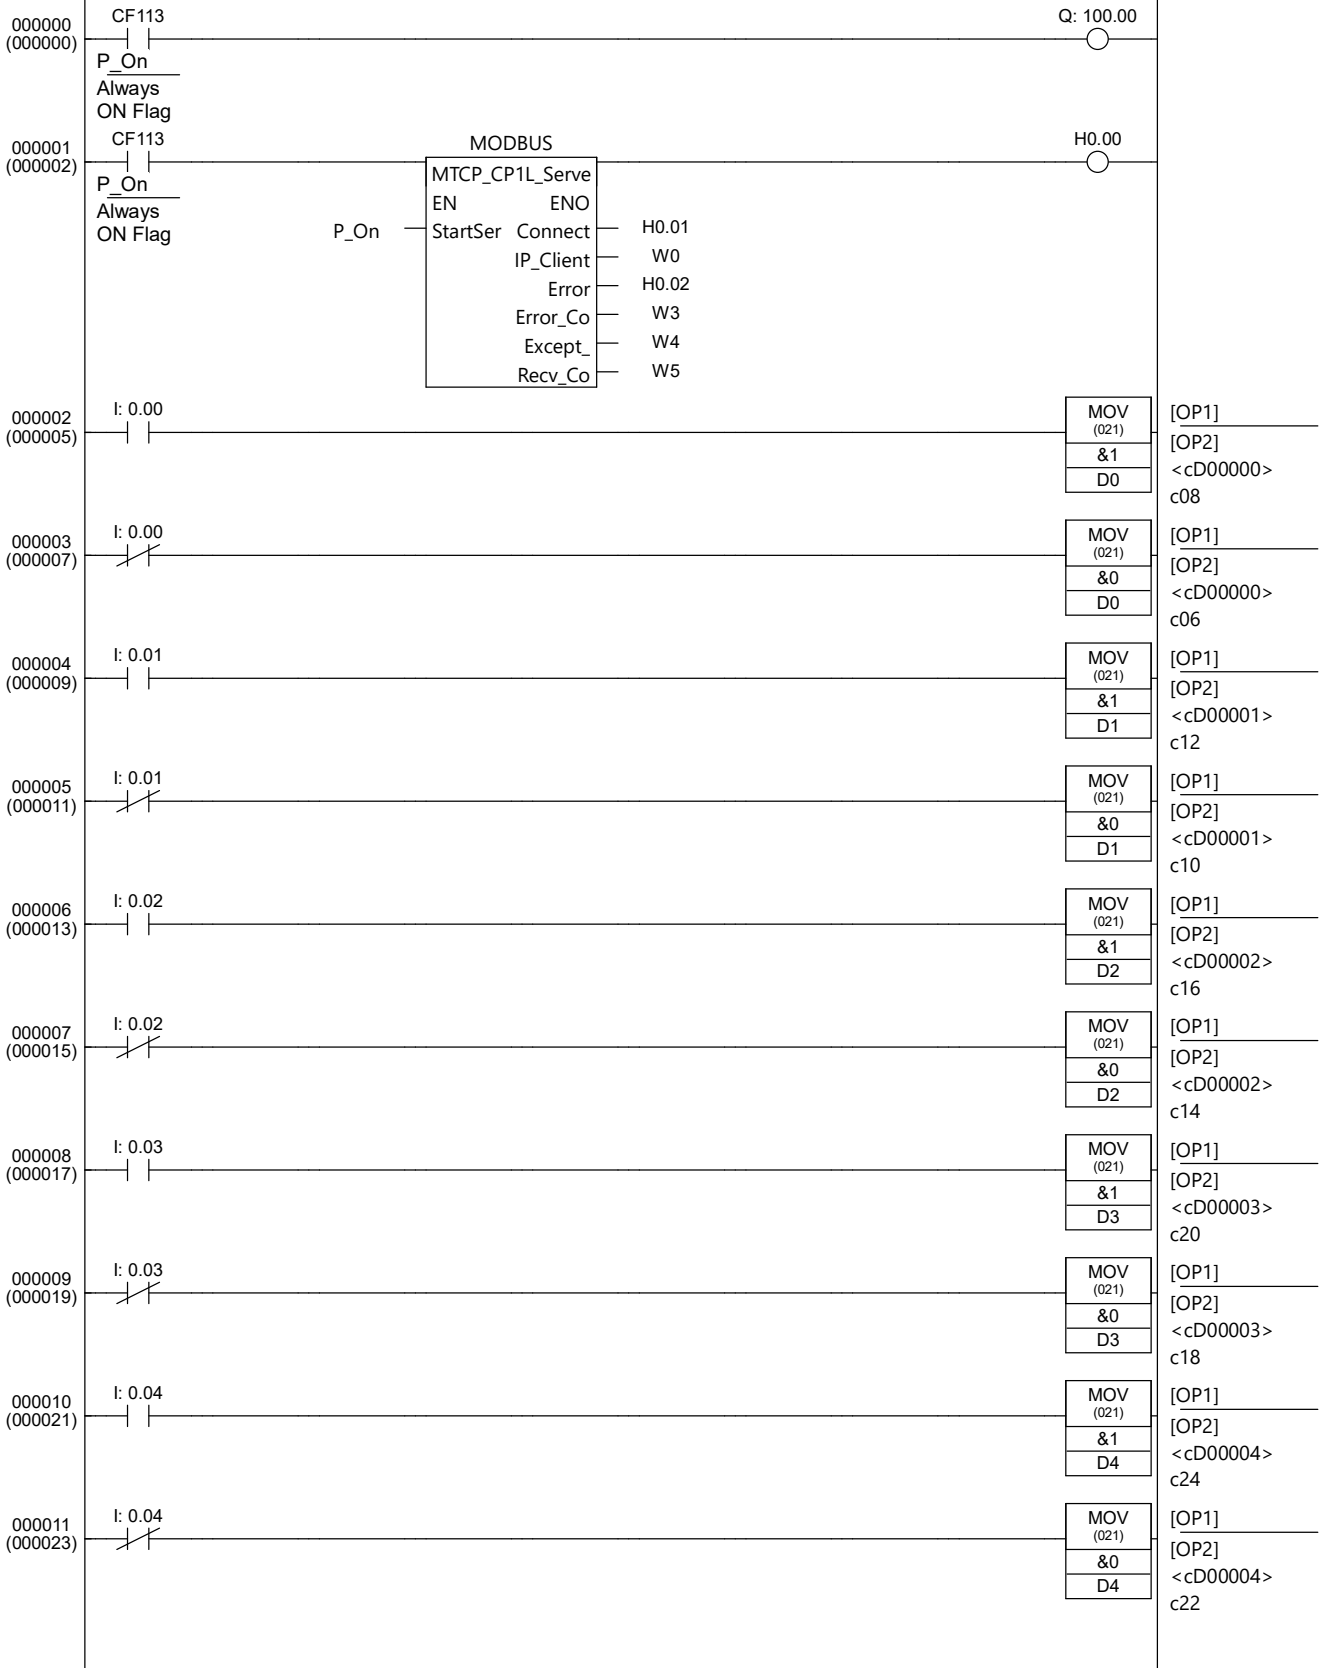 CF113 Q: 100.00
000000
(000000)
P_On
Always
ON Flag
CF113 MODBUS H0.00
000001
(000002)
MTCP_CP1L_Serve
P_On
EN ENO
Always
ON Flag
P_On StartSer Connect H0.01
IP_Client W0
Error H0.02
Error_Co W3
Except_ W4
Recv_Co W5
I: 0.00 MOV [OP1]
000002 (021)
(000005) [OP2]
&1 <cD00000>
D0 c08
I: 0.00 MOV [OP1]
000003 (021)
(000007) [OP2]
&0 <cD00000>
D0 c06
I: 0.01 MOV [OP1]
000004 (021)
(000009) [OP2]
&1 <cD00001>
D1 c12
I: 0.01 MOV [OP1]
000005 (021)
(000011) [OP2]
&0 <cD00001>
D1 c10
I: 0.02 MOV [OP1]
000006 (021)
(000013) [OP2]
&1 <cD00002>
D2 c16
I: 0.02 MOV [OP1]
000007 (021)
(000015) [OP2]
&0 <cD00002>
D2 c14
I: 0.03 MOV [OP1]
000008 (021)
(000017) [OP2]
&1 <cD00003>
D3 c20
I: 0.03 MOV [OP1]
000009 (021)
(000019) [OP2]
&0 <cD00003>
D3 c18
I: 0.04 MOV [OP1]
000010 (021)
(000021) [OP2]
&1 <cD00004>
D4 c24
I: 0.04 MOV [OP1]
000011 (021)
(000023) [OP2]
&0 <cD00004>
D4 c22